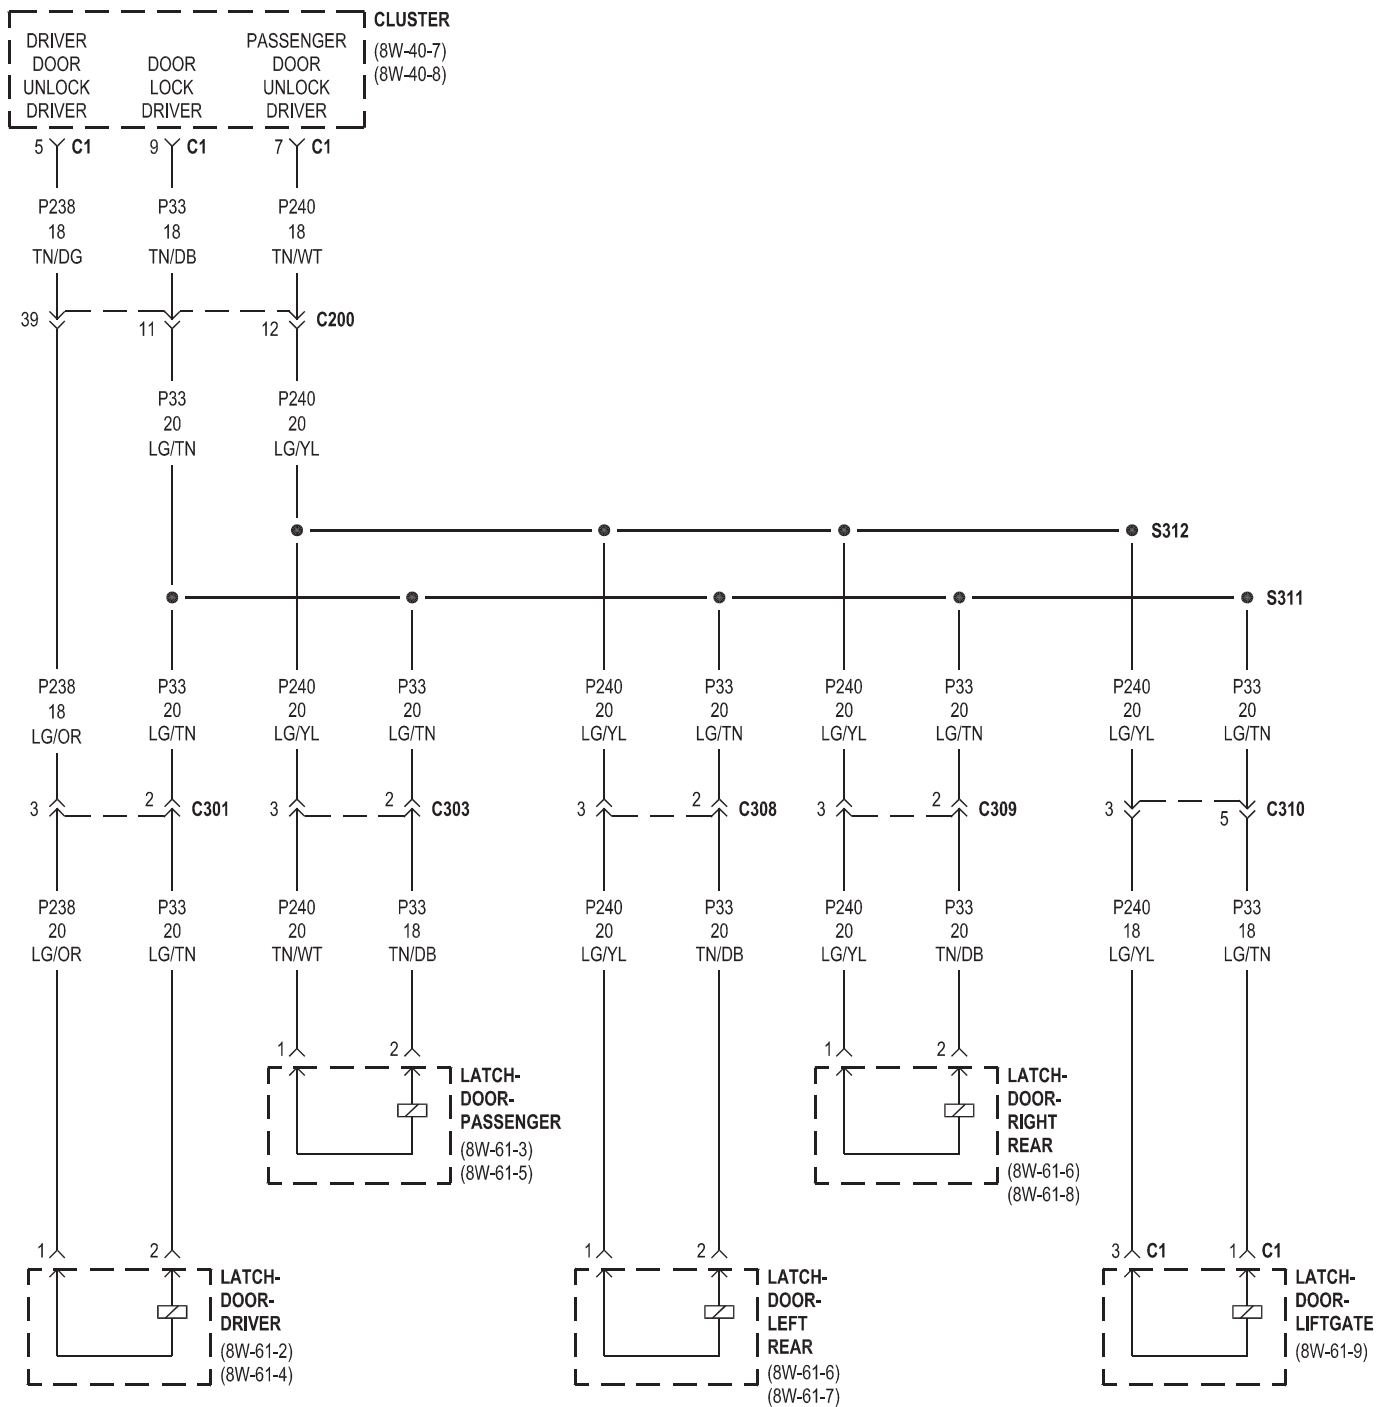 CLUSTER
(8W-40-7)
(8W-40-8)
DRIVER
DOOR
UNLOCK
DRIVER
DOOR
LOCK
DRIVER
PASSENGER
DOOR
UNLOCK
DRIVER
5 C1
9 C1
7 C1
P238
18
TN/DG
P33
18
TN/DB
P240
18
TN/WT
39
11
12
C200
P33
20
LG/TN
P240
20
LG/YL
S312
S311
P238
18
LG/OR
P33
20
LG/TN
P240
20
LG/YL
P33
20
LG/TN
P240
20
LG/YL
P33
20
LG/TN
P240
20
LG/YL
P33
20
LG/TN
P240
20
LG/YL
P33
20
LG/TN
3
2
C301
3
2
C303
3
2
C308
3
2
C309
3
5
C310
P238
20
LG/OR
P33
20
LG/TN
P240
20
TN/WT
P33
18
TN/DB
P240
20
LG/YL
P33
20
TN/DB
P240
20
LG/YL
P33
20
TN/DB
P240
18
LG/YL
P33
18
LG/TN
1
2
LATCH-
DOOR-
PASSENGER
(8W-61-3)
(8W-61-5)
1
2
LATCH-
DOOR-
RIGHT
REAR
(8W-61-6)
(8W-61-8)
1
2
LATCH-
DOOR-
DRIVER
(8W-61-2)
(8W-61-4)
1
2
LATCH-
DOOR-
LEFT
REAR
(8W-61-6)
(8W-61-7)
3 C1
1 C1
LATCH-
DOOR-
LIFTGATE
(8W-61-9)